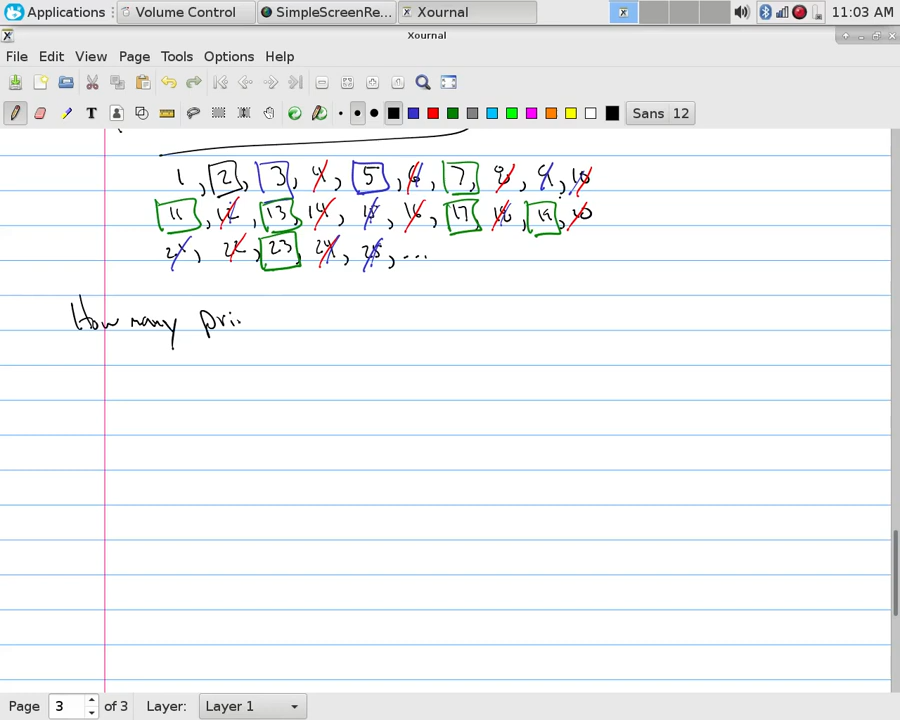 Applications Volume Control SimpleScreenRe... Xournal 11:03 AM
Xournal
File Edit View Page Tools Options Help
Sans 12
1, 2, 3, 4, 5, 6, 7, 8, 9, 10
11, 12, 13, 14, 15, 16, 17, 18, 19, 20
21, 22, 23, 24, 25, ...
How many pri
Page 3 of 3 Layer: Layer 1